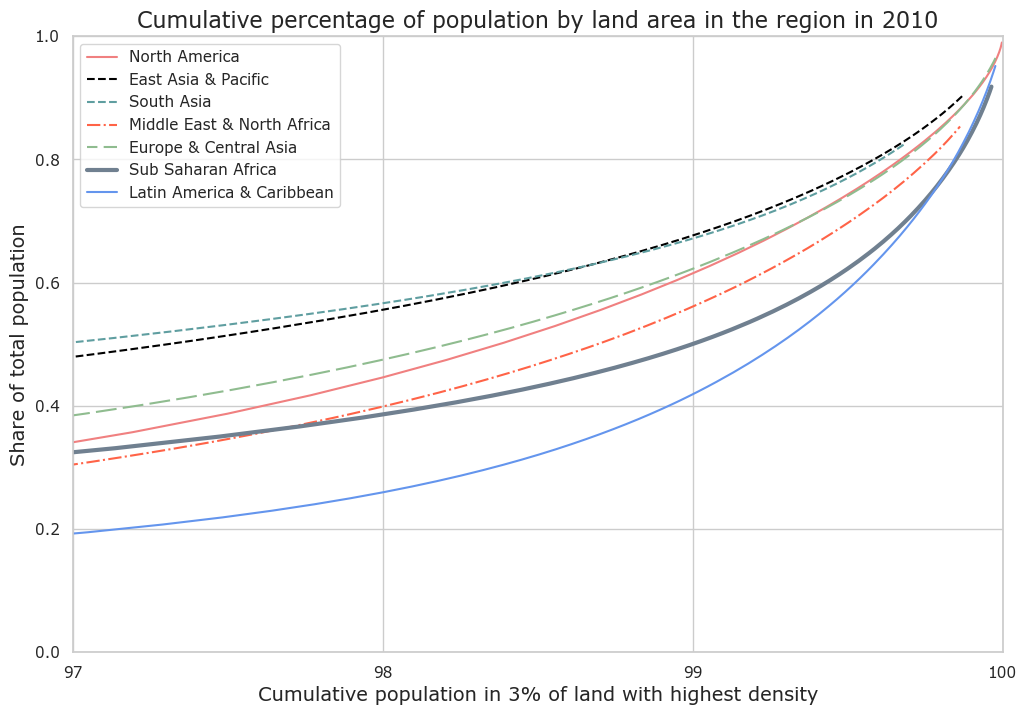 Cumulative percentage of population by land area in the region in 2010
1.0
0.8
0.6
0.4
0.2
0.0
Share of total population
North America
East Asia & Pacific
South Asia
Middle East & North Africa
Europe & Central Asia
Sub Saharan Africa
Latin America & Caribbean
97 98 99 100
Cumulative population in 3% of land with highest density